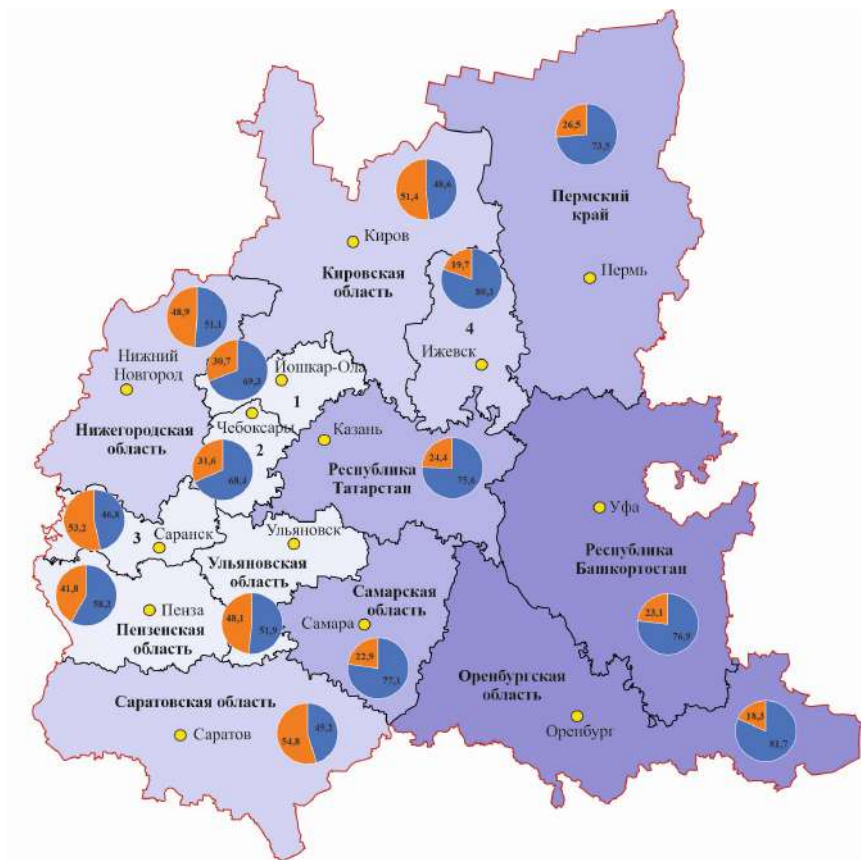 26,5
73,5
Пермский
край
Пермь
51,4
48,6
Киров
Кировская
область
19,7
80,3
4
Ижевск
48,9
51,1
Нижний
Новгород
Нижегородская
область
30,7
69,3
Йошкар-Ола
1
Чебоксары
2
31,6
68,4
Казань
Республика
Татарстан
24,4
75,6
Уфа
Республика
Башкортостан
23,1
76,9
53,2
46,8
3
Саранск
Ульяновск
Ульяновская
область
48,1
51,9
41,8
58,2
Пенза
Пензенская
область
Самарская
область
Самара
22,9
77,1
Саратовская область
Саратов
54,8
45,2
Оренбургская
область
Оренбург
18,3
81,7